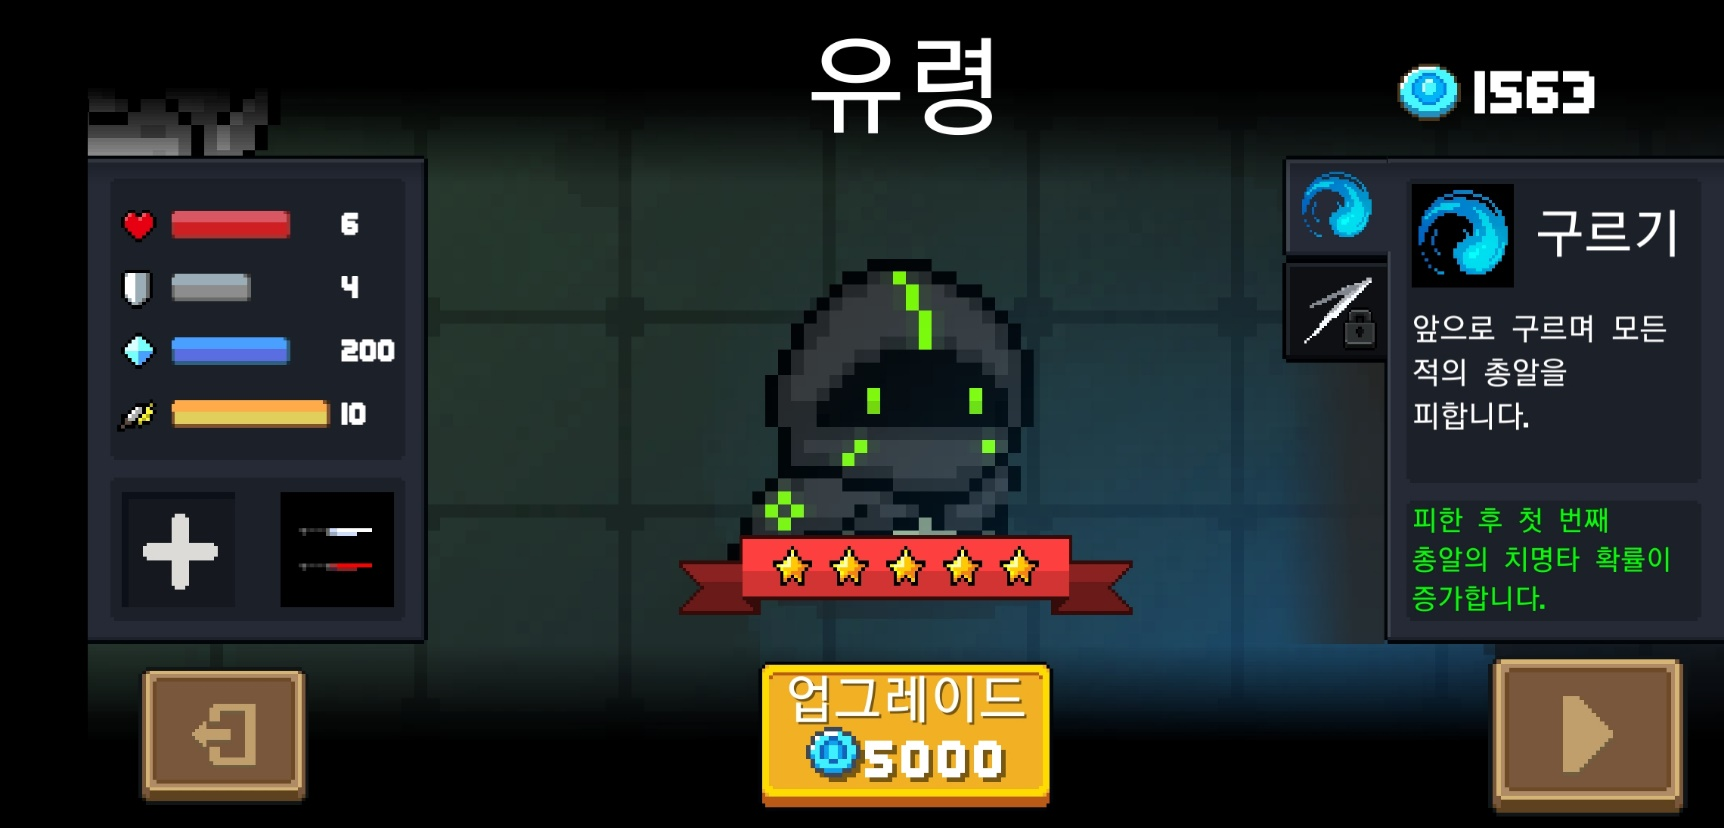 유령
1563
6
4
200
10
구르기
앞으로 구르며 모든
적의 총알을
피합니다.
피한 후 첫 번째
총알의 치명타 확률이
증가합니다.
업그레이드
5000